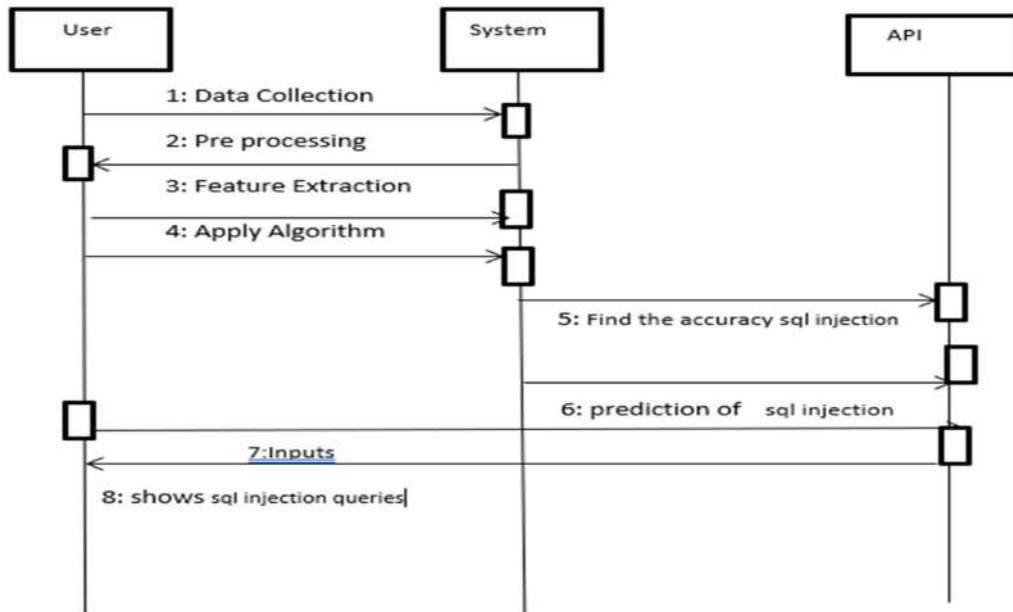 User
System
API
1: Data Collection
2: Pre processing
3: Feature Extraction
4: Apply Algorithm
5: Find the accuracy sql injection
6: prediction of sql injection
7:Inputs
8: shows sql injection queries